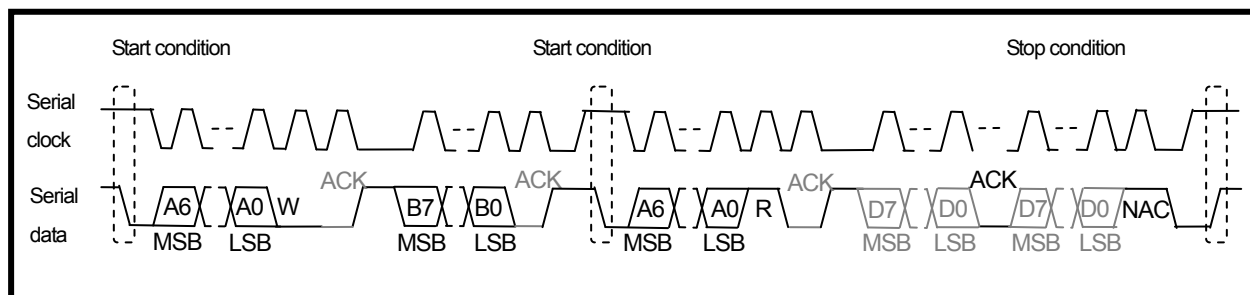 Start condition Start condition Stop condition
Serial
clock
ACK ACK ACK ACK
Serial
data
A6 A0 W B7 B0 A6 A0 R D7 D0 D7 D0 NAC
MSB LSB MSB LSB MSB LSB MSB LSB MSB LSB